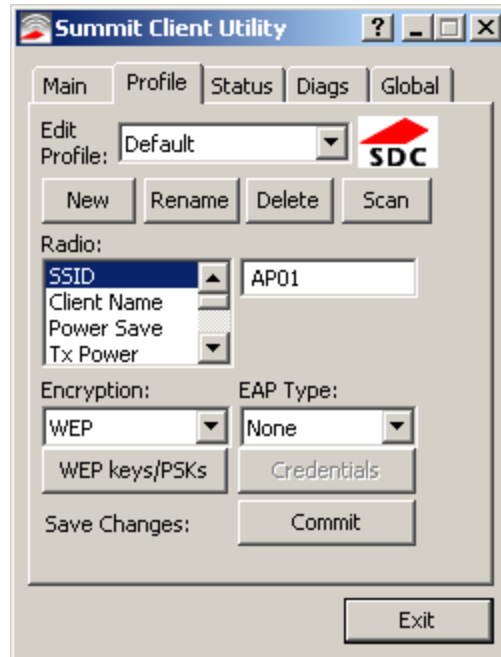 Summit Client Utility
Main Profile Status Diags Global
Edit
Profile: Default
SDC
New Rename Delete Scan
Radio:
SSID AP01
Client Name
Power Save
Tx Power
Encryption: EAP Type:
WEP None
WEP keys/PSKs Credentials
Save Changes: Commit
Exit